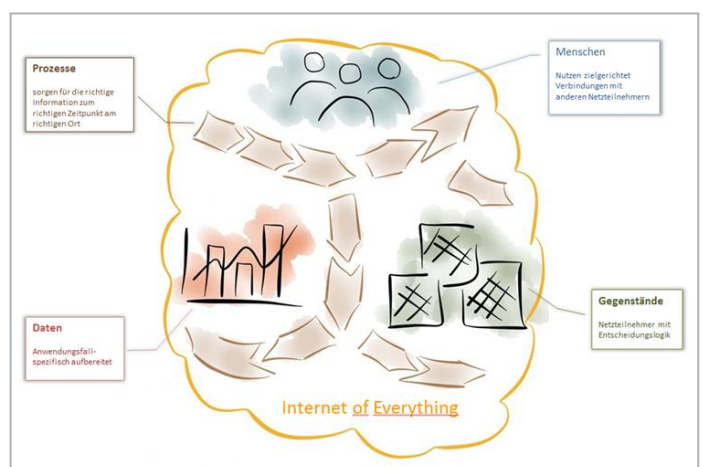 Prozesse
sorgen für die richtige
Information zum
richtigen Zeitpunkt am
richtigen Ort
Menschen
Nutzen zielgerichtet
Verbindungen mit
anderen Netzteilnehmern
Daten
Anwendungsfall-
spezifisch aufbereitet
Gegenstände
Netzteilnehmer mit
Entscheidungslogik
Internet of Everything